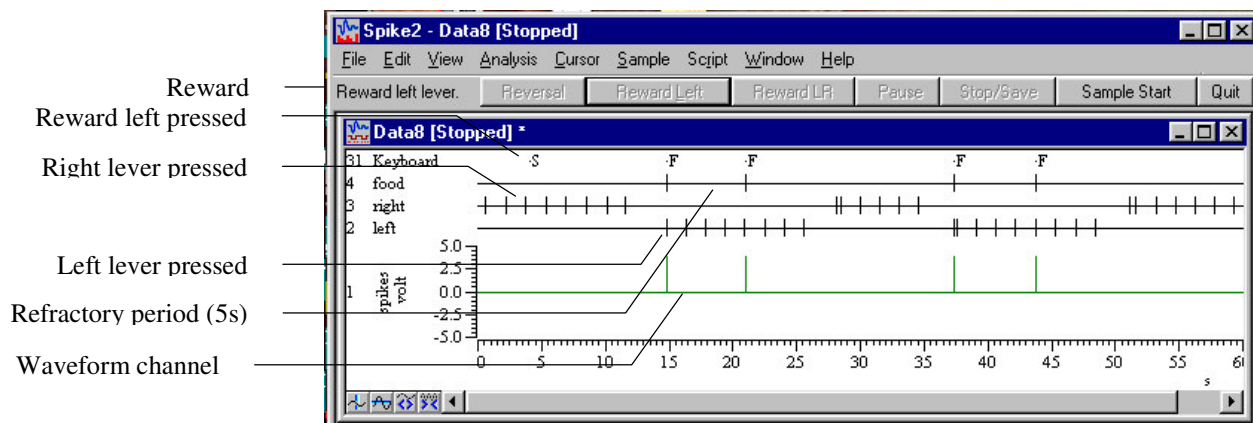 Spike2 - Data8 [Stopped]
File Edit View Analysis Cursor Sample Script Window Help
Reward
Reward left lever. Reversal Reward Left Reward LR Pause Stop/Save Sample Start Quit
Reward left pressed
Data8 [Stopped] *
Right lever pressed
31 Keyboard ·S ·F ·F ·F ·F
4 food
3 right
2 left
Left lever pressed
5.0
2.5
1 spikes volt 0.0
Refractory period (5s)
-2.5
-5.0
Waveform channel
0 5 10 15 20 25 30 35 40 45 50 55 60
s